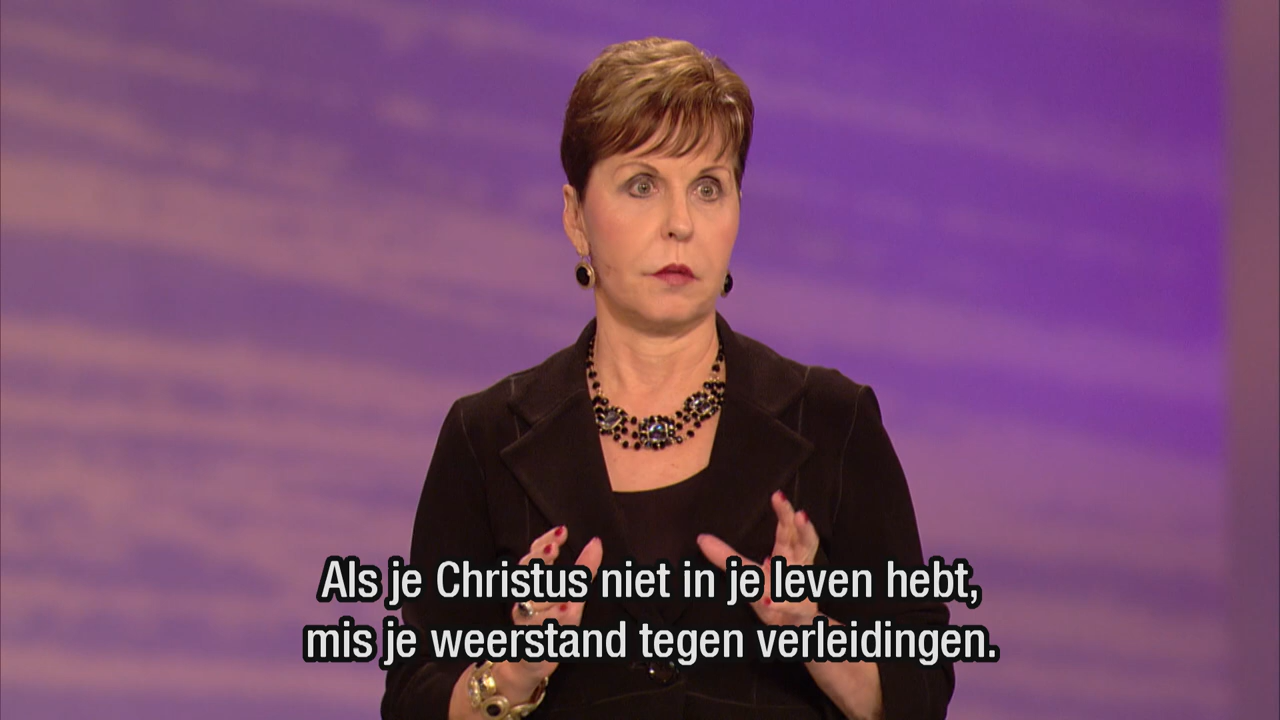 Als je Christus niet in je leven hebt,
mis je weerstand tegen verleidingen.